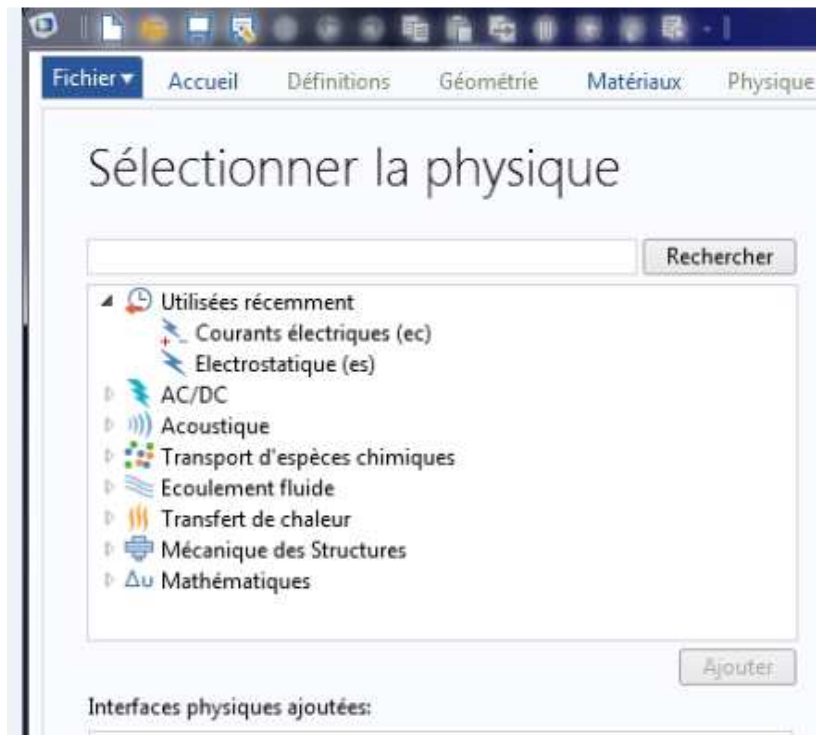 Fichier Accueil Définitions Géométrie Matériaux Physique
Sélectionner la physique
Rechercher
Utilisées récemment
Courants électriques (ec)
Electrostatique (es)
AC/DC
Acoustique
Transport d'espèces chimiques
Ecoulement fluide
Transfert de chaleur
Mécanique des Structures
Δu Mathématiques
Ajouter
Interfaces physiques ajoutées: